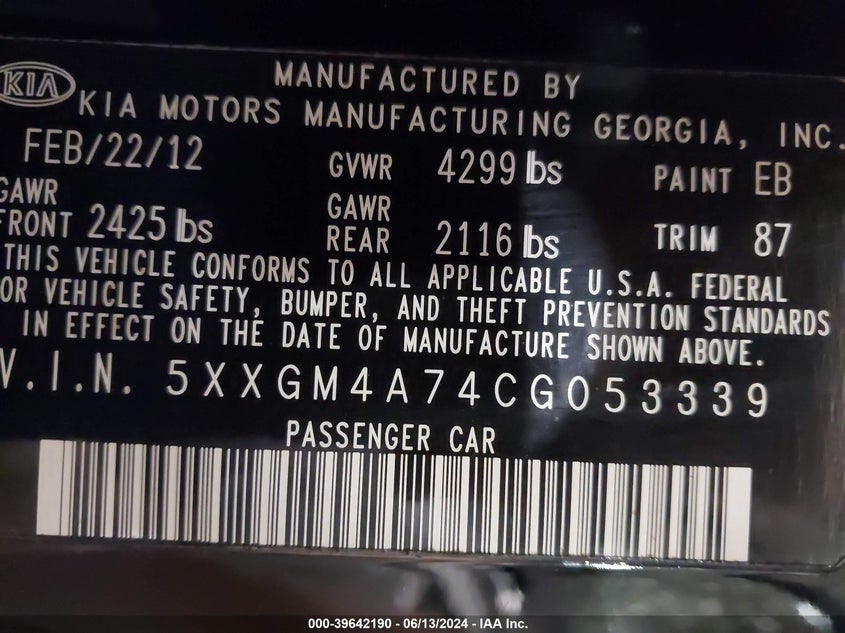 KIA
MANUFACTURED BY
KIA MOTORS MANUFACTURING GEORGIA, INC.
FEB/22/12 GVWR 4299 lbs PAINT EB
GAWR FRONT 2425 lbs GAWR REAR 2116 lbs TRIM 87
THIS VEHICLE CONFORMS TO ALL APPLICABLE U.S.A. FEDERAL
OR VEHICLE SAFETY, BUMPER, AND THEFT PREVENTION STANDARDS
IN EFFECT ON THE DATE OF MANUFACTURE SHOWN ABOVE.
V.I.N. 5XXGM4A74CG053339
PASSENGER CAR
000-39642190 - 06/13/2024 - IAA Inc.